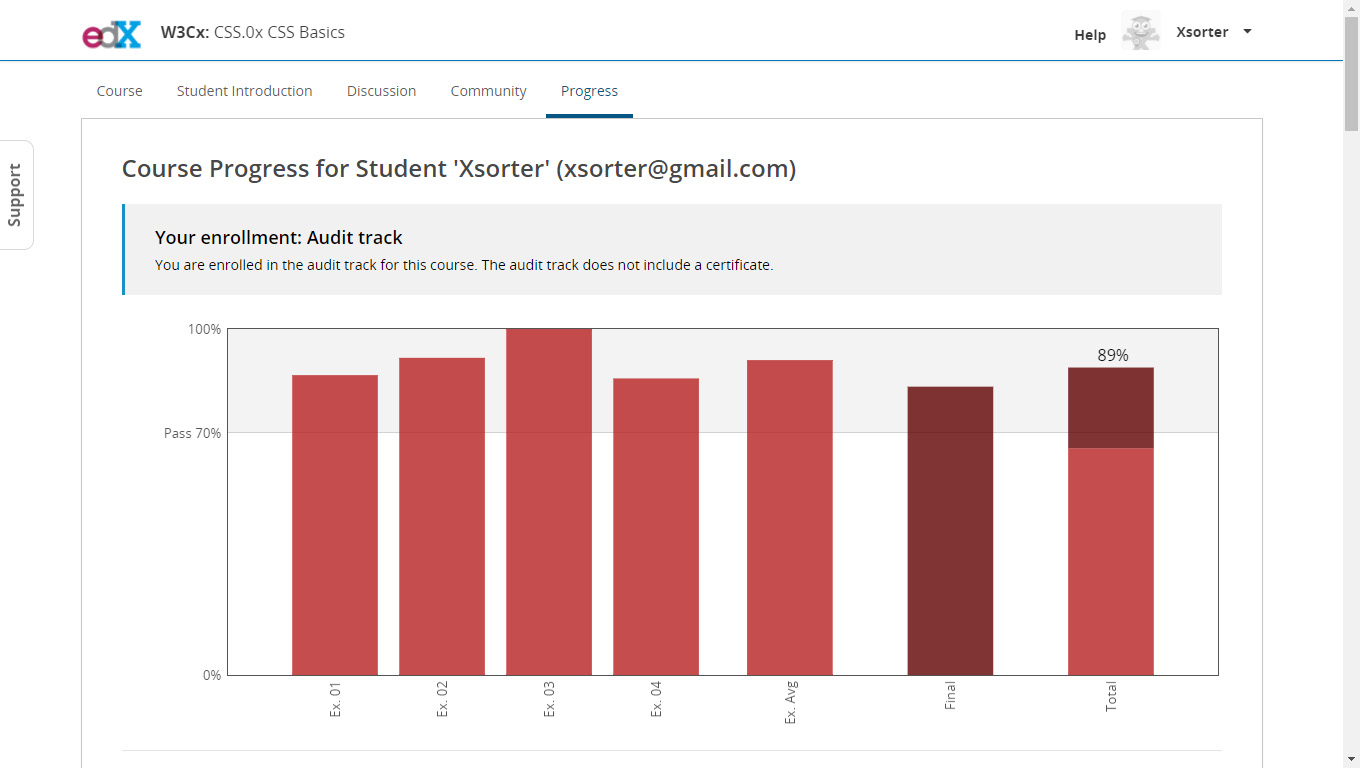 edX
W3Cx: CSS.0x CSS Basics
Help
Xsorter
Course
Student Introduction
Discussion
Community
Progress
Support
Course Progress for Student 'Xsorter' (xsorter@gmail.com)
Your enrollment: Audit track
You are enrolled in the audit track for this course. The audit track does not include a certificate.
100%
89%
Pass 70%
0%
Ex. 01
Ex. 02
Ex. 03
Ex. 04
Ex. Avg
Final
Total